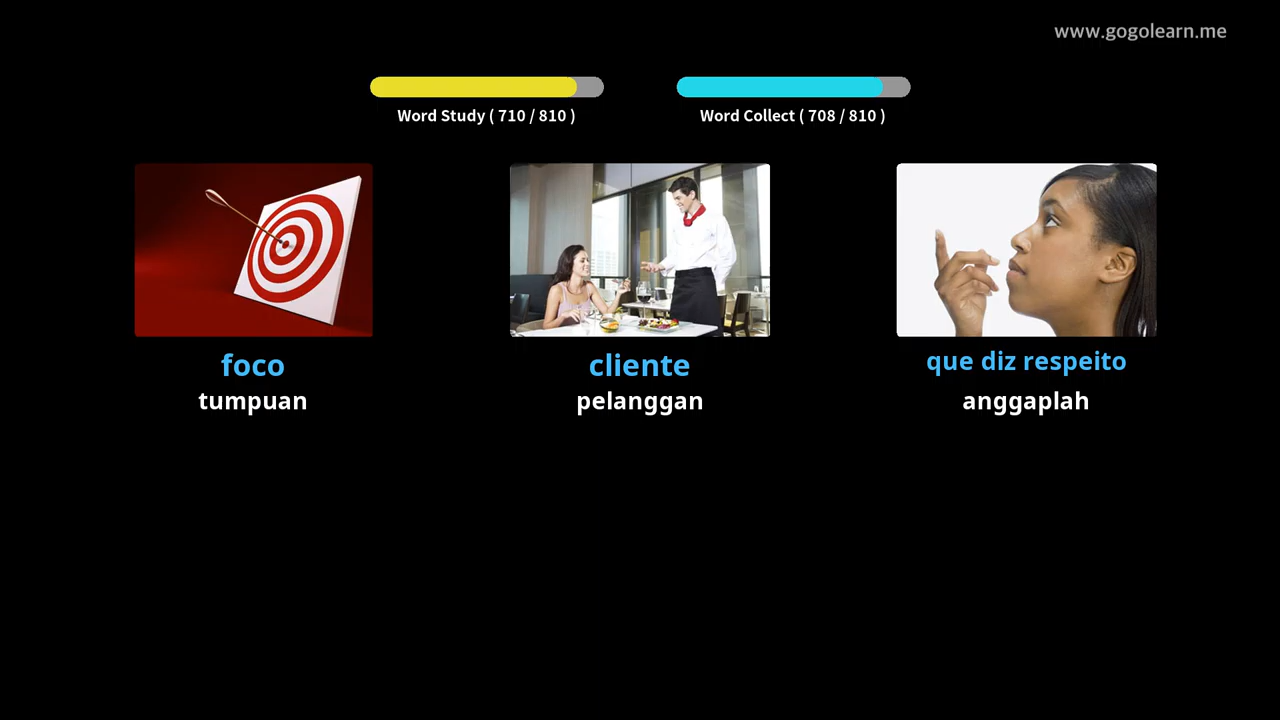 www.gogolearn.me
Word Study ( 710 / 810 )
Word Collect ( 708 / 810 )
foco
tumpuan
cliente
pelanggan
que diz respeito
anggaplah